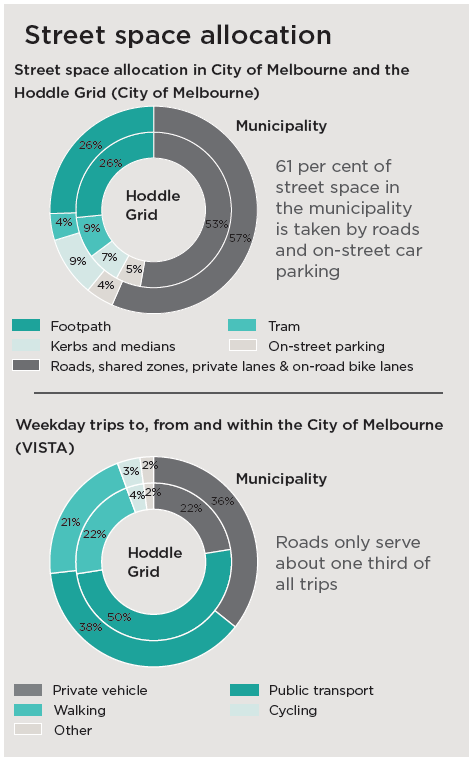 Street space allocation
Street space allocation in City of Melbourne and the
Hoddle Grid (City of Melbourne)
Municipality
26%
26%
Hoddle
Grid
4%
9%
9%
7%
5%
4%
53%
57%
61 per cent of
street space in
the municipality
is taken by roads
and on-street car
parking
Footpath
Tram
Kerbs and medians
On-street parking
Roads, shared zones, private lanes & on-road bike lanes
Weekday trips to, from and within the City of Melbourne
(VISTA)
Municipality
3%
2%
4%
2%
36%
22%
21%
22%
Hoddle
Grid
50%
38%
Roads only serve
about one third of
all trips
Private vehicle
Public transport
Walking
Cycling
Other